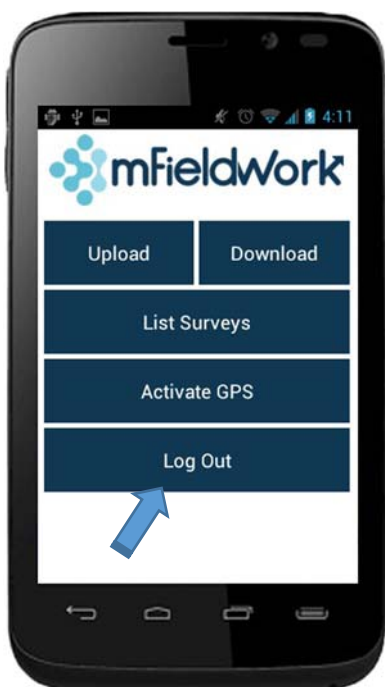 4:11
mFieldWork
Upload Download
List Surveys
Activate GPS
Log Out